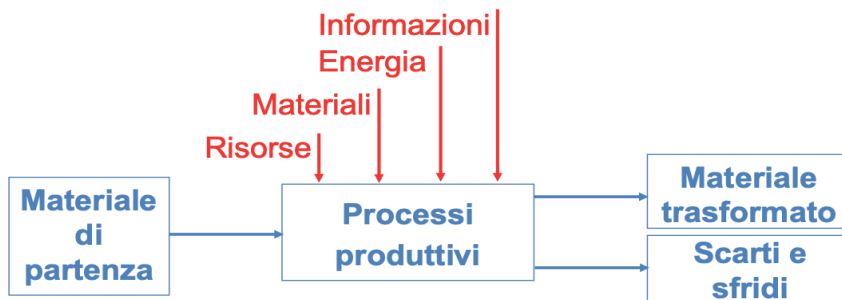 Informazioni
Energia
Materiali
Risorse
Materiale
di
partenza
Processi
produttivi
Materiale
trasformato
Scarti e
sfridi